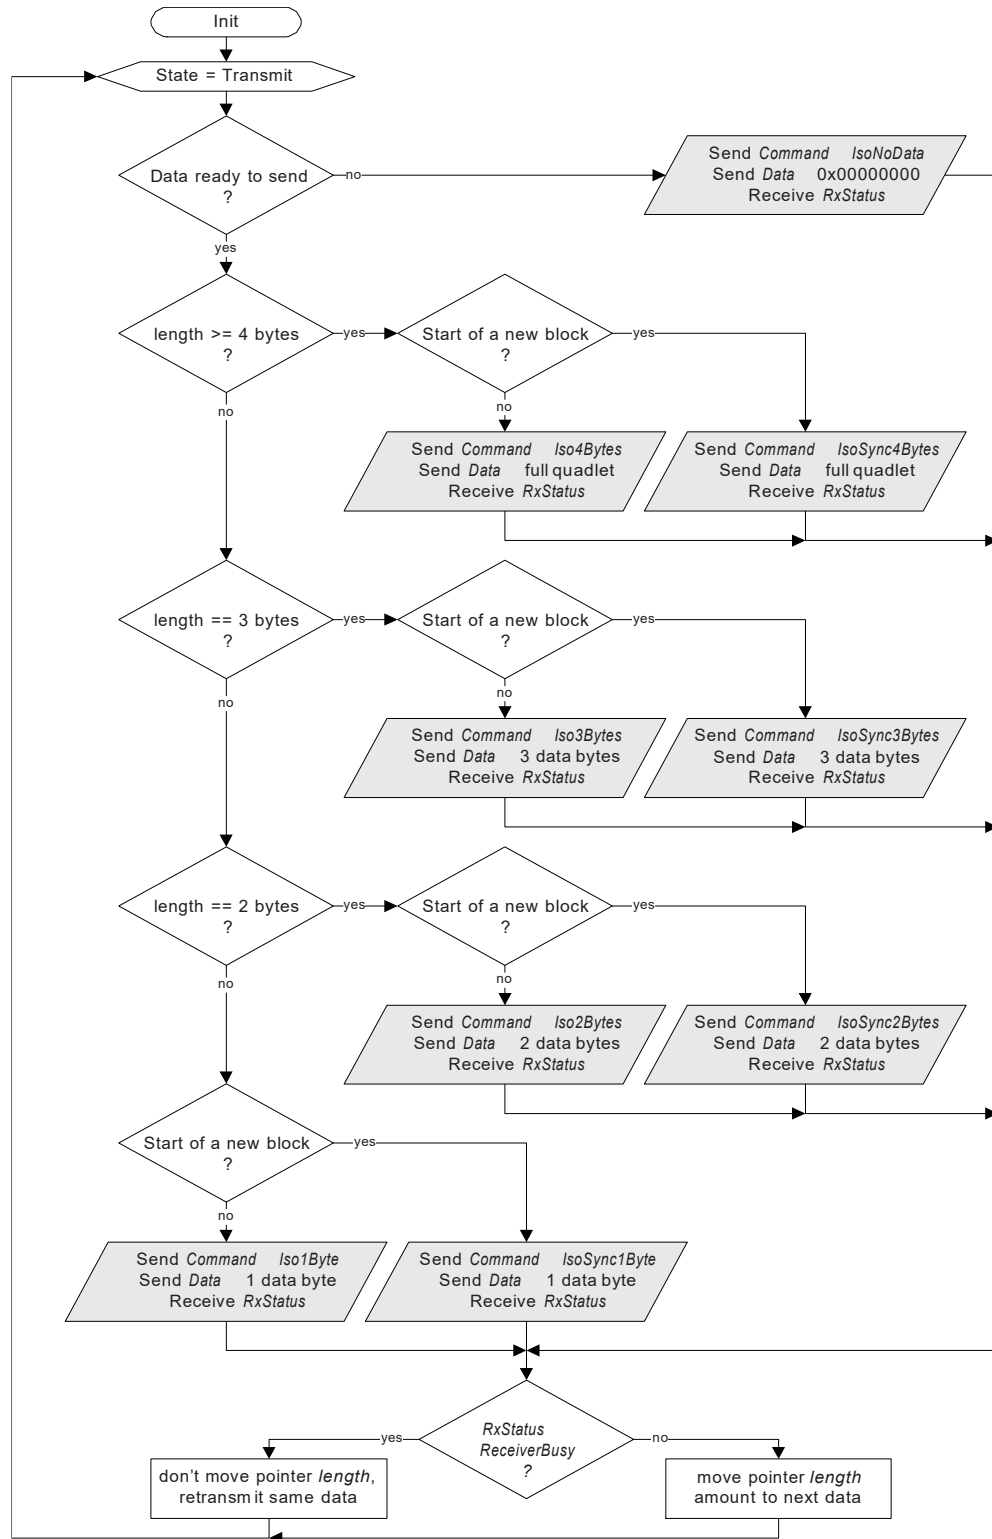 Init
State = Transmit
Data ready to send
?
no
Send Command IsoNoData
Send Data 0x00000000
Receive RxStatus
yes
length >= 4 bytes
?
yes
Start of a new block
?
yes
no
no
Send Command Iso4Bytes
Send Data full quadlet
Receive RxStatus
Send Command IsoSync4Bytes
Send Data full quadlet
Receive RxStatus
length == 3 bytes
?
yes
Start of a new block
?
yes
no
no
Send Command Iso3Bytes
Send Data 3 data bytes
Receive RxStatus
Send Command IsoSync3Bytes
Send Data 3 data bytes
Receive RxStatus
length == 2 bytes
?
yes
Start of a new block
?
yes
no
no
Send Command Iso2Bytes
Send Data 2 data bytes
Receive RxStatus
Send Command IsoSync2Bytes
Send Data 2 data bytes
Receive RxStatus
Start of a new block
?
yes
no
Send Command Iso1Byte
Send Data 1 data byte
Receive RxStatus
Send Command IsoSync1Byte
Send Data 1 data byte
Receive RxStatus
RxStatus
ReceiverBusy
?
yes
no
don't move pointer length,
retransmit same data
move pointer length
amount to next data